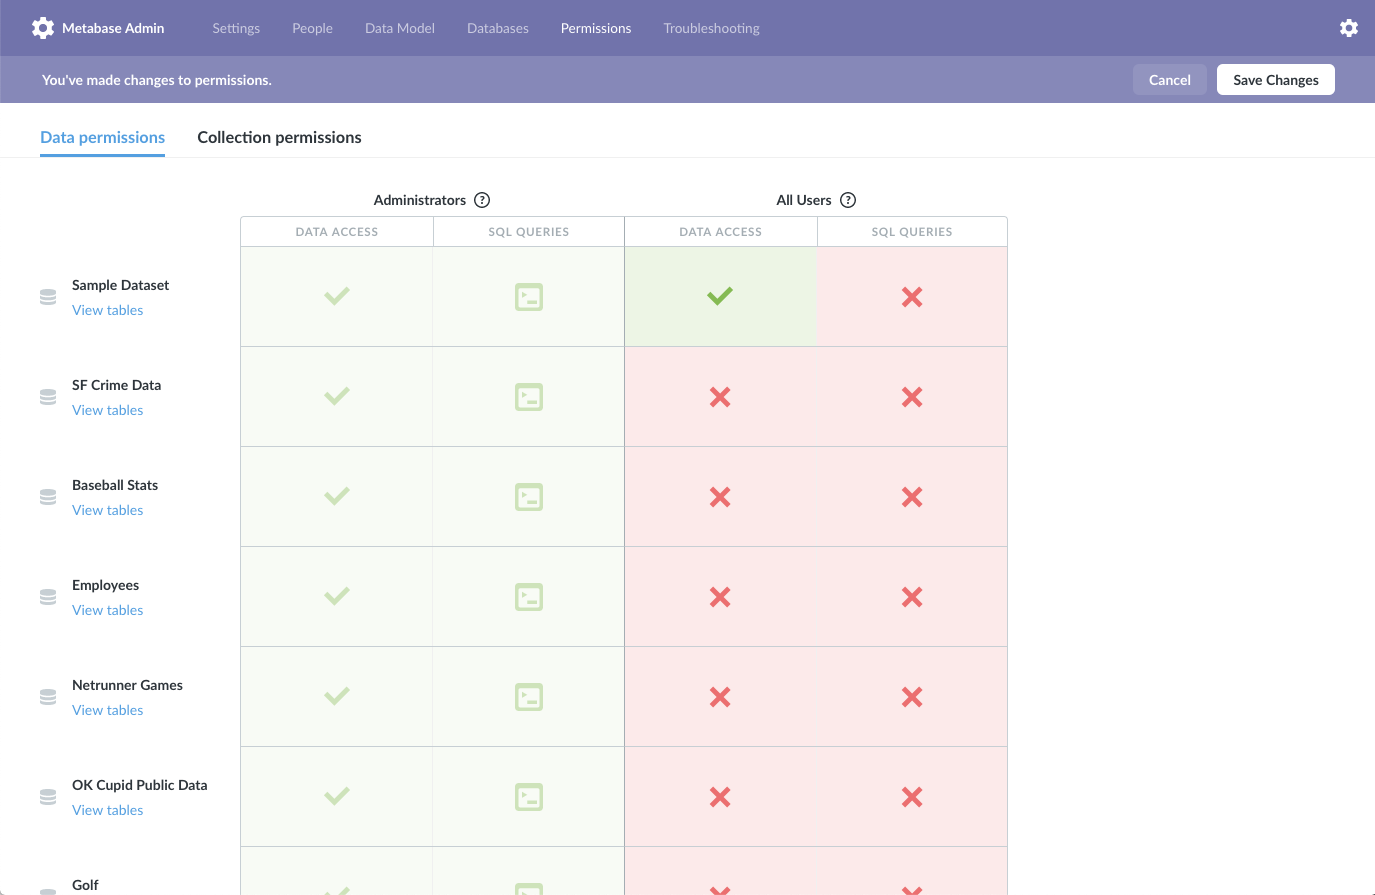 Metabase Admin Settings People Data Model Databases Permissions Troubleshooting
You've made changes to permissions. Cancel Save Changes
Data permissions Collection permissions
Administrators ? All Users ?
DATA ACCESS SQL QUERIES DATA ACCESS SQL QUERIES
Sample Dataset
View tables
SF Crime Data
View tables
Baseball Stats
View tables
Employees
View tables
Netrunner Games
View tables
OK Cupid Public Data
View tables
Golf